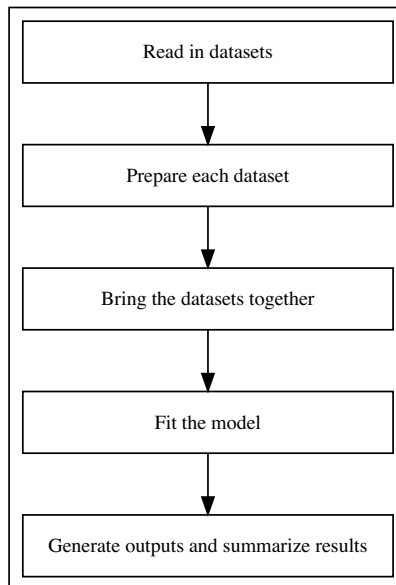 Read in datasets
Prepare each dataset
Bring the datasets together
Fit the model
Generate outputs and summarize results